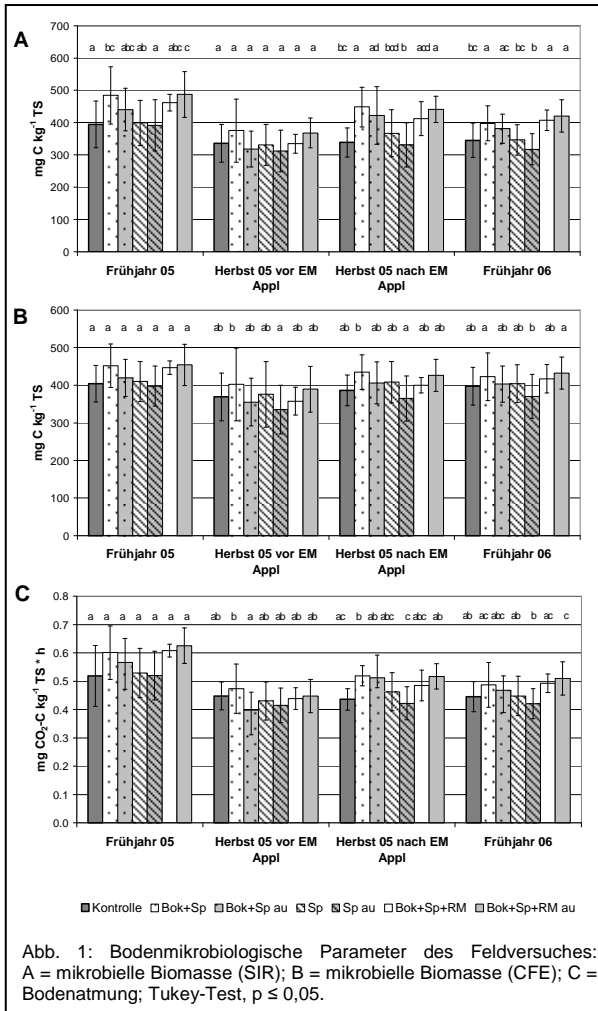 A
mg C kg-1 TS
700
600
500
400
300
200
100
0
a bc abc ab a abc c
a a a a a a a
bc a ad bcd b acd a
bc a ac bc b a a
Frühjahr 05
Herbst 05 vor EM
Appl
Herbst 05 nach EM
Appl
Frühjahr 06
B
mg C kg-1 TS
600
500
400
300
200
100
0
a a a a a a a
ab b ab ab a ab ab
ab b ab ab a ab ab
ab a ab ab b ab a
Frühjahr 05
Herbst 05 vor EM
Appl
Herbst 05 nach EM
Appl
Frühjahr 06
C
mg CO2-C kg-1 TS * h
0.8
0.7
0.6
0.5
0.4
0.3
0.2
0.1
0.0
a a a a a a a
ab b a ab ab ab ab
ac b ab abc c abc ab
ab ac abc ab b ac c
Frühjahr 05
Herbst 05 vor EM
Appl
Herbst 05 nach EM
Appl
Frühjahr 06
Kontrolle Bok+Sp Bok+Sp au Sp Sp au Bok+Sp+RM Bok+Sp+RM au
Abb. 1: Bodenmikrobiologische Parameter des Feldversuches:
A = mikrobielle Biomasse (SIR); B = mikrobielle Biomasse (CFE); C =
Bodenatmung; Tukey-Test, p ≤ 0,05.